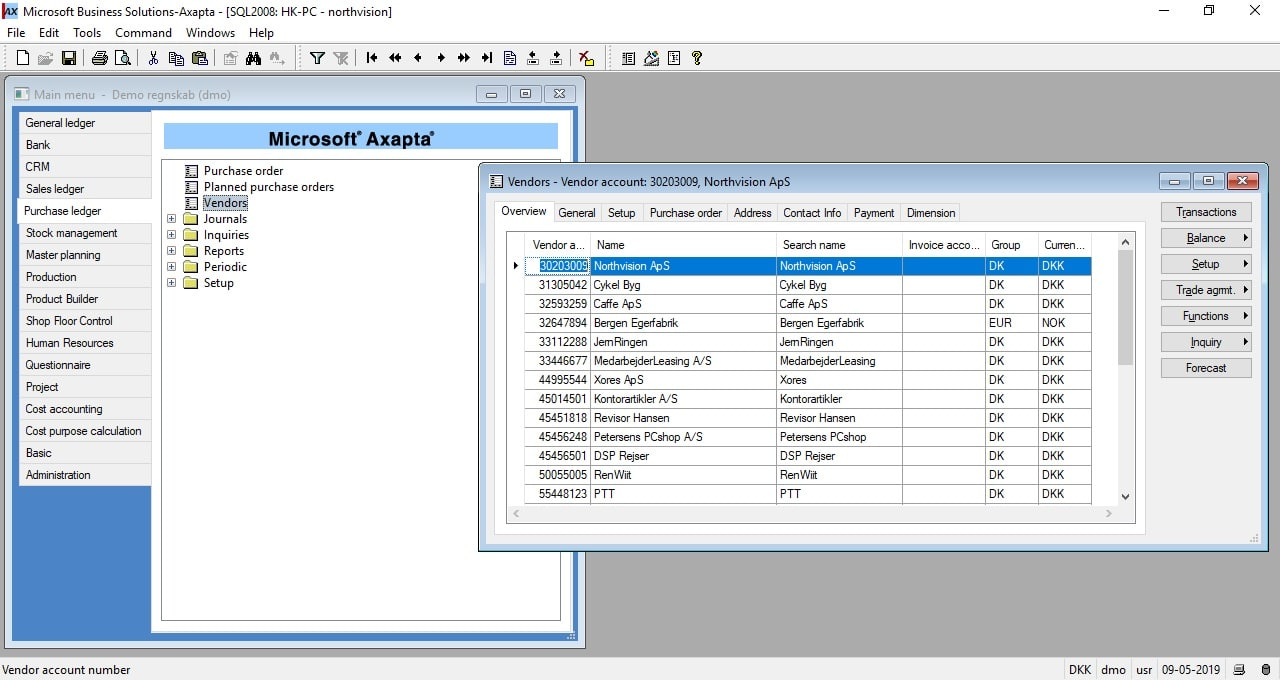 AX Microsoft Business Solutions-Axapta - [SQL2008: HK-PC - northvision]
File Edit Tools Command Windows Help
Main menu - Demo regnskab (dmo)
General ledger
Bank
CRM
Sales ledger
Purchase ledger
Stock management
Master planning
Production
Product Builder
Shop Floor Control
Human Resources
Questionnaire
Project
Cost accounting
Cost purpose calculation
Basic
Administration
Microsoft® Axapta®
Purchase order
Planned purchase orders
Vendors
Journals
Inquiries
Reports
Periodic
Setup
Vendors - Vendor account: 30203009, Northvision ApS
Overview General Setup Purchase order Address Contact Info Payment Dimension
Vendor a... Name Search name Invoice acco... Group Curren...
30203009 Northvision ApS Northvision ApS DK DKK
31305042 Cykel Byg Cykel Byg DK DKK
32593259 Caffe ApS Caffe ApS DK DKK
32647894 Bergen Egerfabrik Bergen Egerfabrik EUR NOK
33112288 JernRingen JernRingen DK DKK
33446677 MedarbejderLeasing A/S MedarbejderLeasing DK DKK
44995544 Xores ApS Xores DK DKK
45014501 Kontorartikler A/S Kontorartikler DK DKK
45451818 Revisor Hansen Revisor Hansen DK DKK
45456248 Petersens PCshop A/S Petersens PCshop DK DKK
45456501 DSP Rejser DSP Rejser DK DKK
50055005 RenWiit RenWiit DK DKK
55448123 PTT PTT DK DKK
Transactions
Balance
Setup
Trade agmt.
Functions
Inquiry
Forecast
Vendor account number
DKK dmo usr 09-05-2019